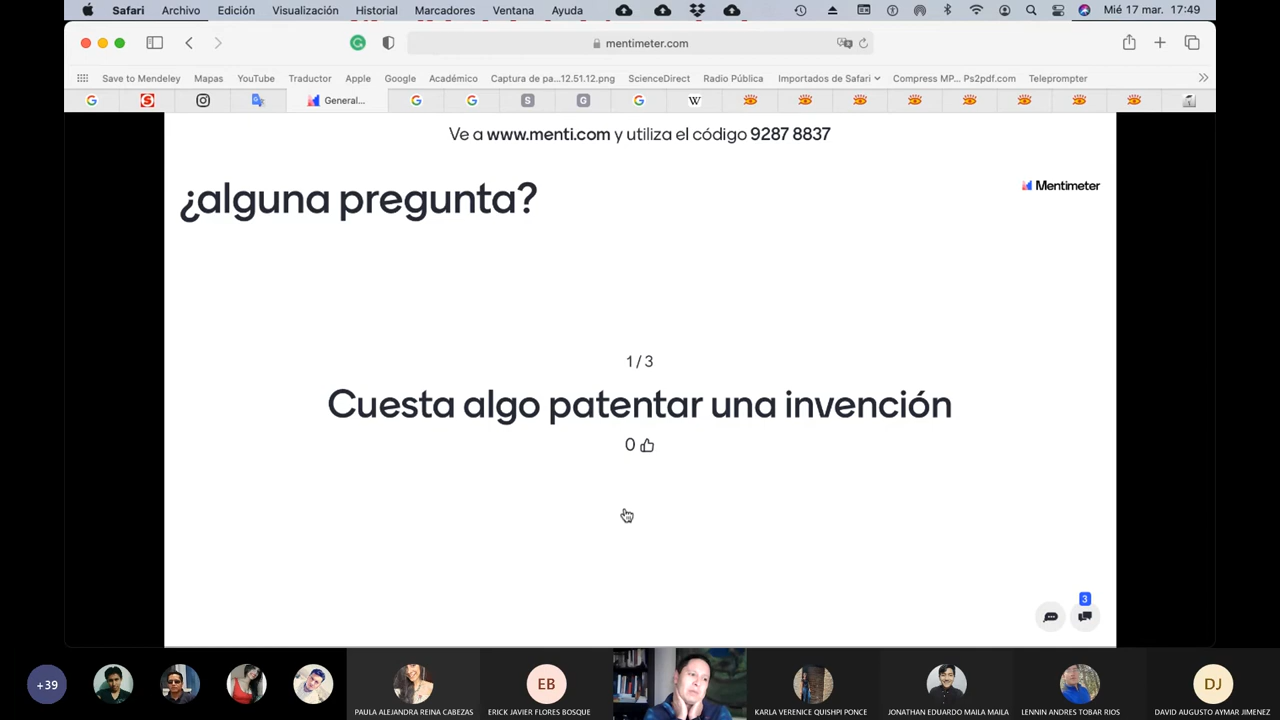 Safari Archivo Edición Visualización Historial Marcadores Ventana Ayuda Mié 17 mar. 17:49
mentimeter.com
Save to Mendeley Mapas YouTube Traductor Apple Google Académico Captura de pa...12.51.12.png ScienceDirect Radio Pública Importados de Safari Compress MP... Ps2pdf.com Teleprompter
General...
Ve a www.menti.com y utiliza el código 9287 8837
¿alguna pregunta?
Mentimeter
1 / 3
Cuesta algo patentar una invención
0
3
+39
EB
DJ
PAULA ALEJANDRA REINA CABEZAS
ERICK JAVIER FLORES BOSQUE
KARLA VERENICE QUISHPI PONCE
JONATHAN EDUARDO MAILA MAILA
LENNIN ANDRES TOBAR RIOS
DAVID AUGUSTO AYMAR JIMENEZ